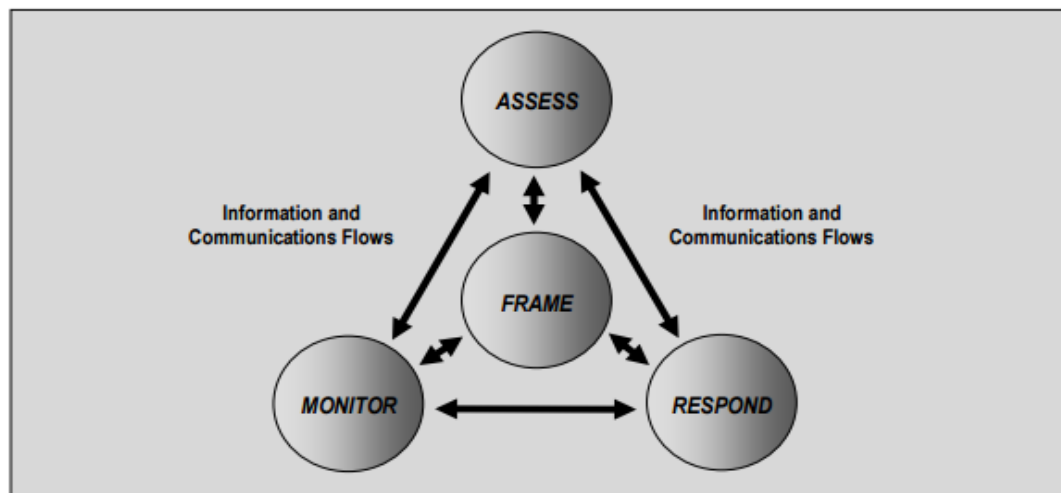 ASSESS
Information and
Communications Flows
Information and
Communications Flows
FRAME
MONITOR
RESPOND